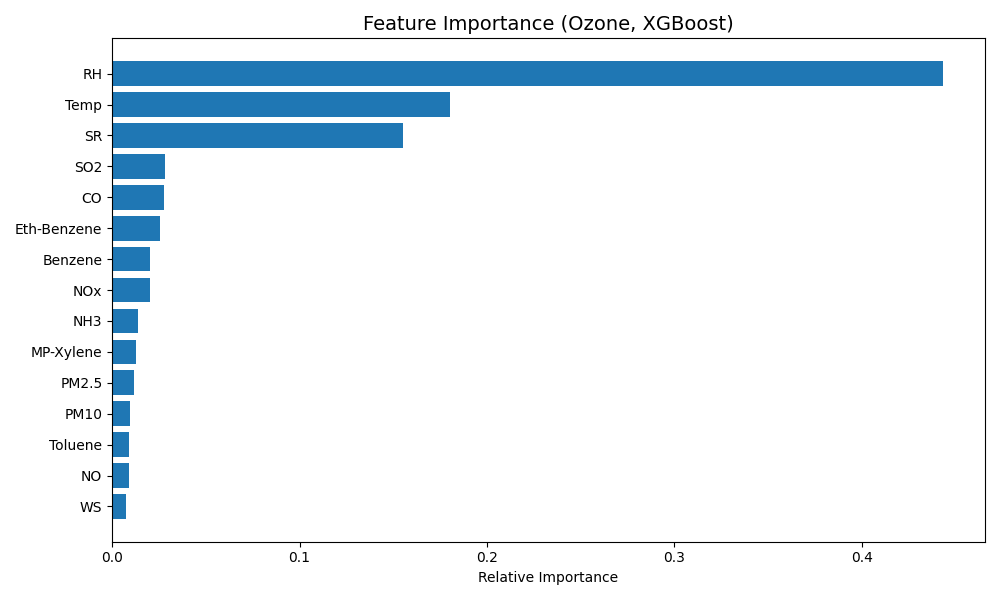 Feature Importance (Ozone, XGBoost)
RH
Temp
SR
SO2
CO
Eth-Benzene
Benzene
NOx
NH3
MP-Xylene
PM2.5
PM10
Toluene
NO
WS
0.0 0.1 0.2 0.3 0.4
Relative Importance